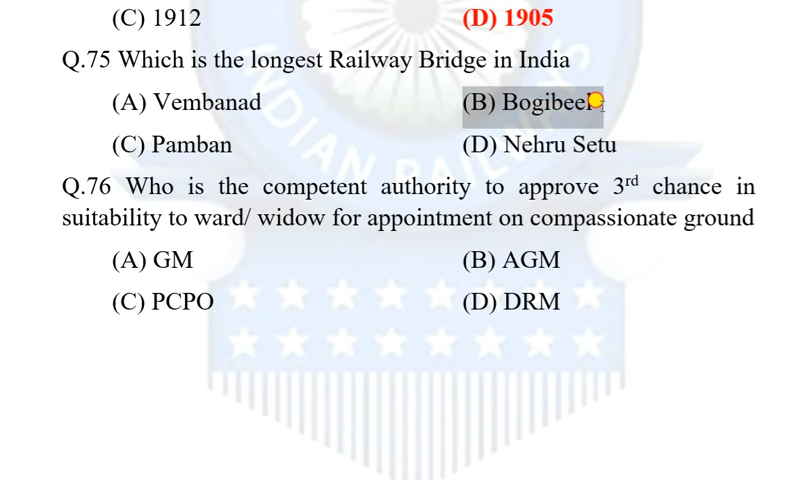 (C) 1912 (D) 1905
Q.75 Which is the longest Railway Bridge in India
(A) Vembanad (B) Bogibeel
(C) Pamban (D) Nehru Setu
Q.76 Who is the competent authority to approve 3rd chance in
suitability to ward/ widow for appointment on compassionate ground
(A) GM (B) AGM
(C) PCPO (D) DRM
INDIAN RAILWAYS